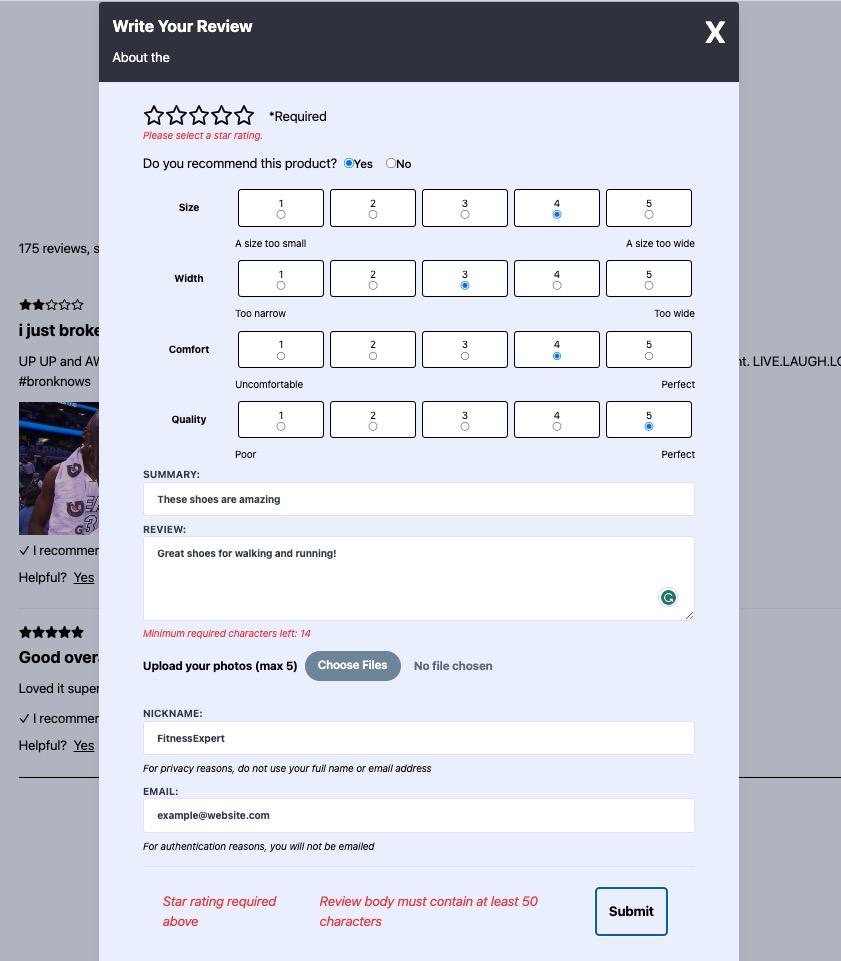 Write Your Review
X
About the
*Required
Please select a star rating.
Do you recommend this product? Yes No
Size 1 2 3 4 5
A size too small A size too wide
Width 1 2 3 4 5
Too narrow Too wide
Comfort 1 2 3 4 5
Uncomfortable Perfect
Quality 1 2 3 4 5
Poor Perfect
SUMMARY:
These shoes are amazing
REVIEW:
Great shoes for walking and running!
Minimum required characters left: 14
Upload your photos (max 5) Choose Files No file chosen
NICKNAME:
FitnessExpert
For privacy reasons, do not use your full name or email address
EMAIL:
example@website.com
For authentication reasons, you will not be emailed
Star rating required
above
Review body must contain at least 50
characters
Submit
175 reviews, s
i just broke
UP UP and AW
nt. LIVE.LAUGH.LO
#bronknows
✓ I recommen
Helpful? Yes
Good over
Loved it super
✓ I recommen
Helpful? Yes